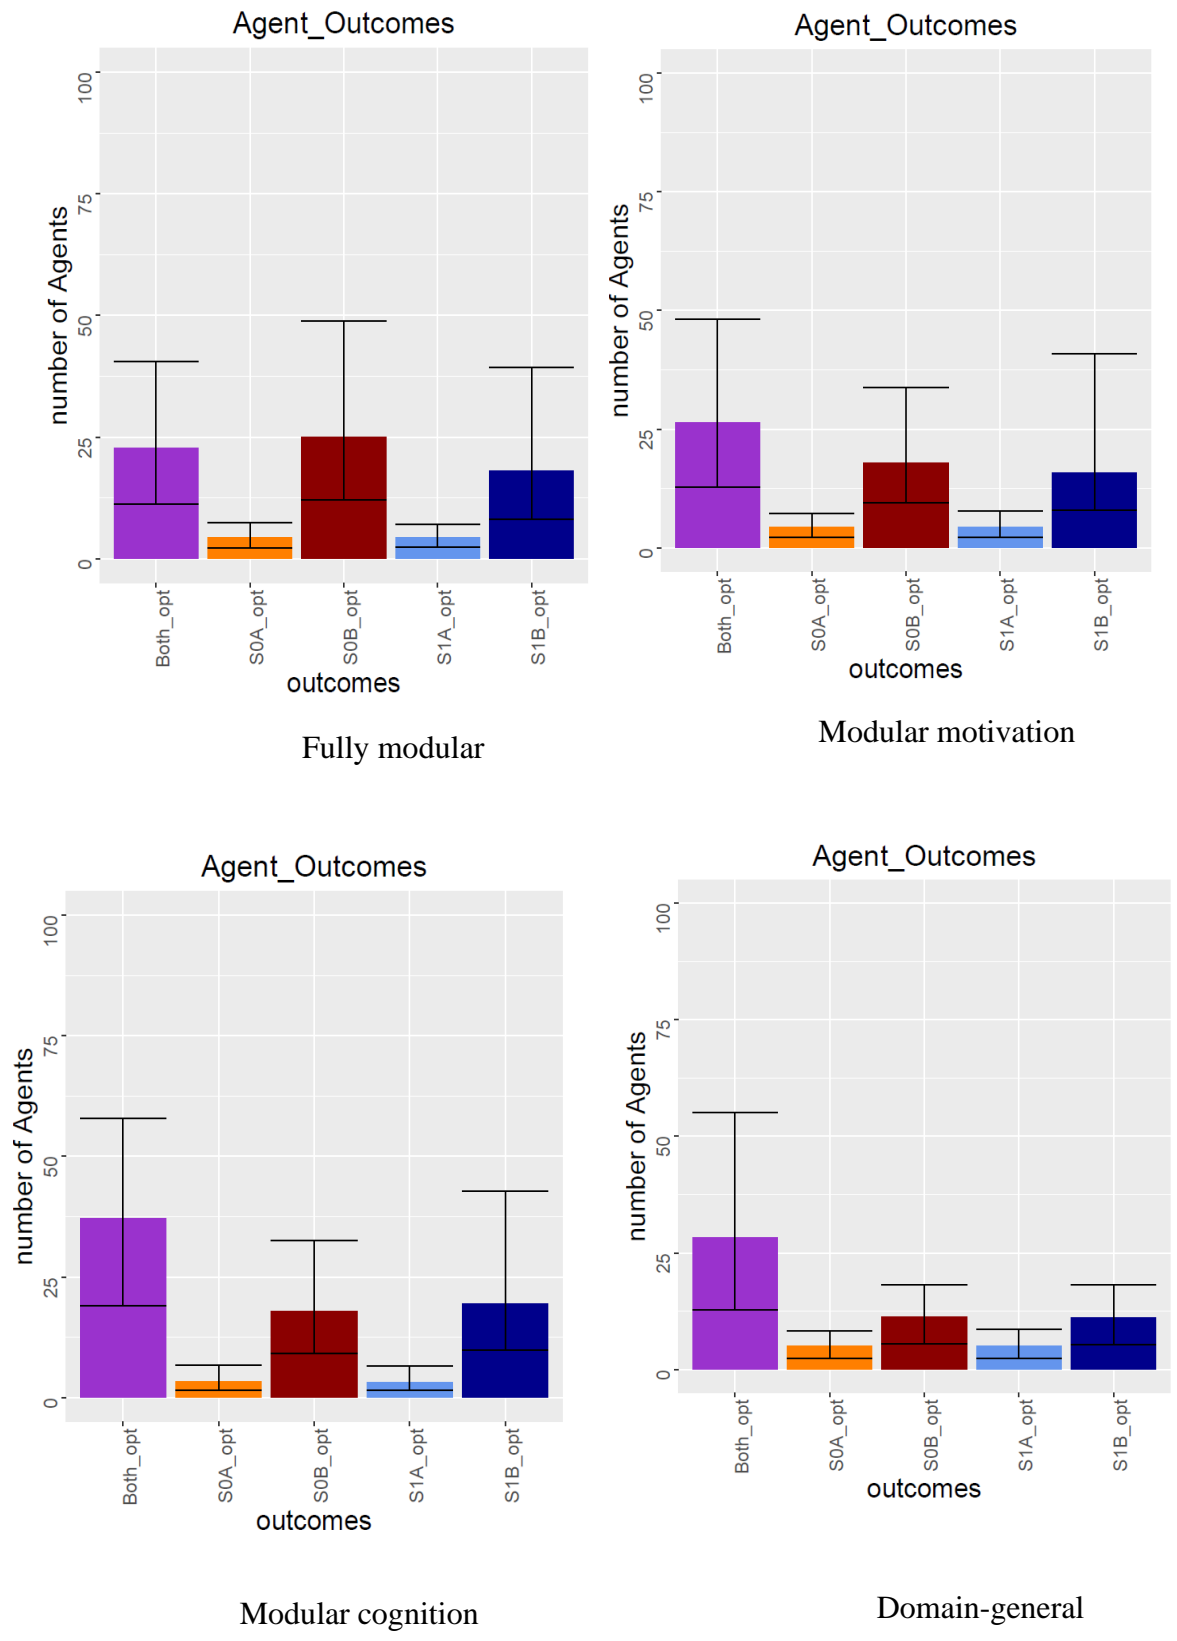 Agent_Outcomes
number of Agents
100
75
50
25
0
Both_opt
S0A_opt
S0B_opt
S1A_opt
S1B_opt
outcomes
Fully modular
Agent_Outcomes
number of Agents
100
75
50
25
0
Both_opt
S0A_opt
S0B_opt
S1A_opt
S1B_opt
outcomes
Modular motivation
Agent_Outcomes
number of Agents
100
75
50
25
0
Both_opt
S0A_opt
S0B_opt
S1A_opt
S1B_opt
outcomes
Modular cognition
Agent_Outcomes
number of Agents
100
75
50
25
0
Both_opt
S0A_opt
S0B_opt
S1A_opt
S1B_opt
outcomes
Domain-general